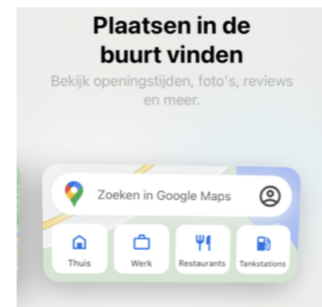 Plaatsen in de
buurt vinden
Bekijk openingstijden, foto's, reviews
en meer.
Zoeken in Google Maps
Thuis Werk Restaurants Tankstations